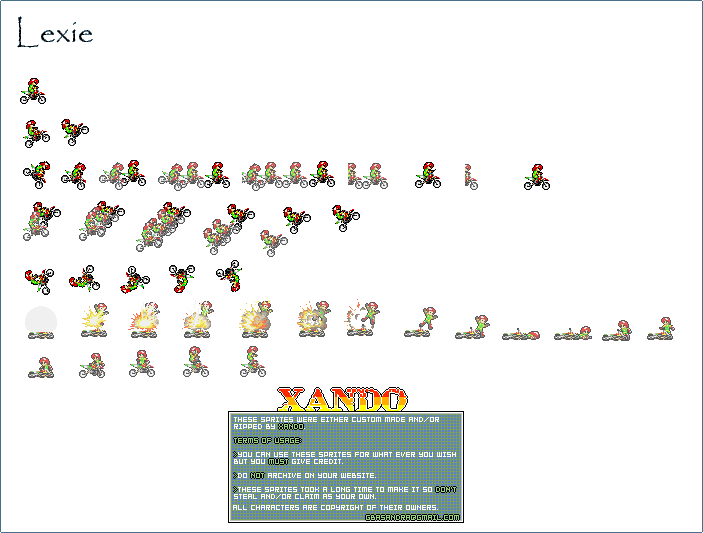 Lexie
XANDO
THESE SPRITES WERE EITHER CUSTOM MADE AND/OR
RIPPED BY XANDO.
TERMS OF USAGE:
>YOU CAN USE THESE SPRITES FOR WHAT EVER YOU WISH
BUT YOU MUST GIVE CREDIT.
>DO NOT ARCHIVE ON YOUR WEBSITE.
>THESE SPRITES TOOK A LONG TIME TO MAKE IT SO DON'T
STEAL AND/OR CLAIM AS YOUR OWN.
ALL CHARACTERS ARE COPYRIGHT OF THEIR OWNERS.